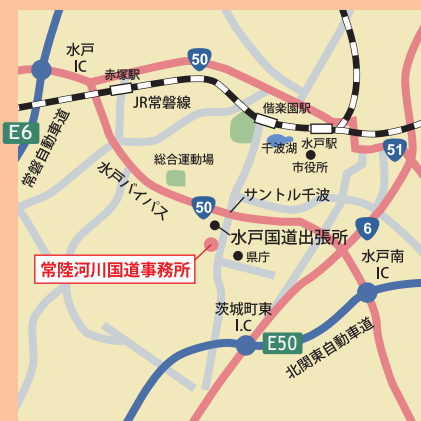 水戸
IC
赤塚駅
50
JR常磐線
偕楽園駅
E6
常磐自動車道
千波湖
水戸駅
市役所
51
総合運動場
水戸バイパス
50
サントル千波
6
水戸国道出張所
県庁
水戸南
IC
常陸河川国道事務所
茨城町東
I.C
E50
北関東自動車道